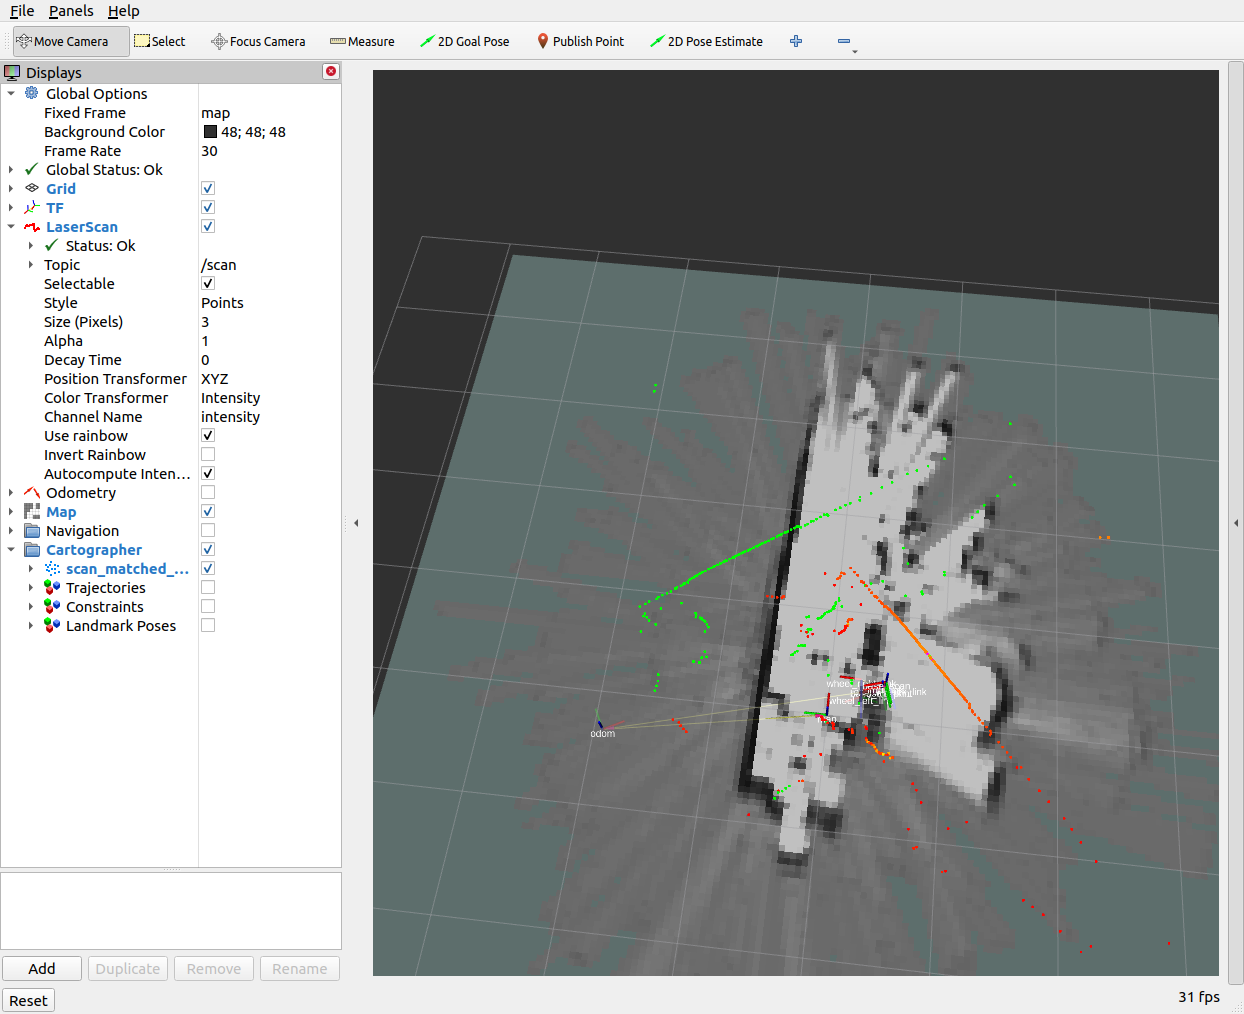 File Panels Help
Move Camera Select Focus Camera Measure 2D Goal Pose Publish Point 2D Pose Estimate
Displays
Global Options
Fixed Frame map
Background Color 48; 48; 48
Frame Rate 30
Global Status: Ok
Grid
TF
LaserScan
Status: Ok
Topic /scan
Selectable
Style Points
Size (Pixels) 3
Alpha 1
Decay Time 0
Position Transformer XYZ
Color Transformer Intensity
Channel Name intensity
Use rainbow
Invert Rainbow
Autocompute Inten...
Odometry
Map
Navigation
Cartographer
scan_matched_...
Trajectories
Constraints
Landmark Poses
odom
Add Duplicate Remove Rename
Reset
31 fps